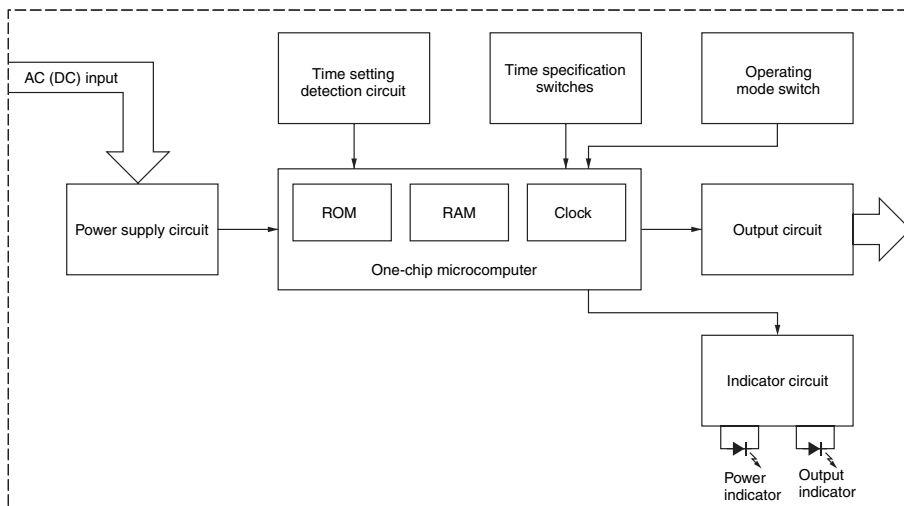 AC (DC) input
Time setting
detection circuit
Time specification
switches
Operating
mode switch
Power supply circuit
ROM
RAM
Clock
One-chip microcomputer
Output circuit
Indicator circuit
Power
indicator
Output
indicator